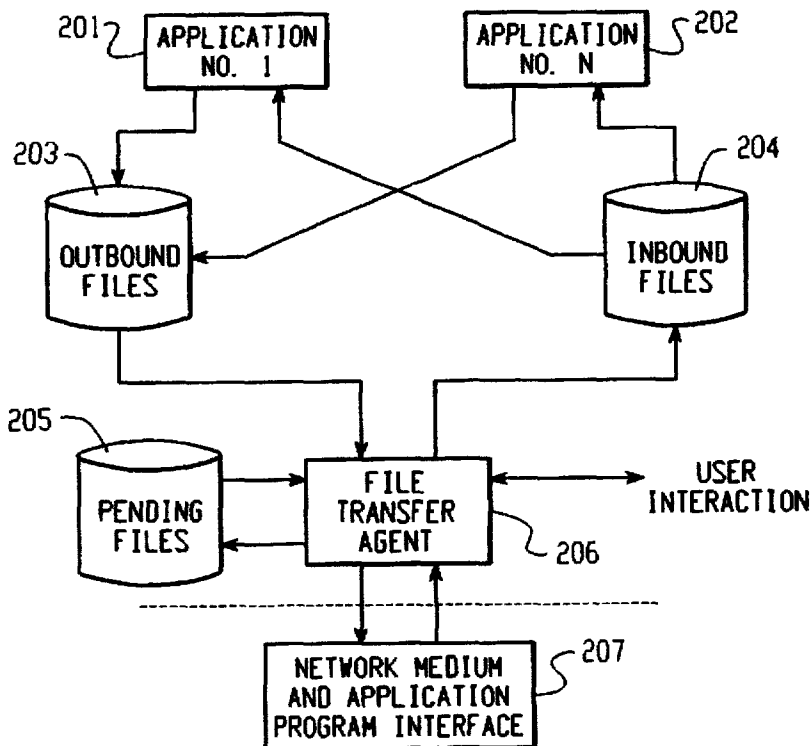 201
APPLICATION
NO. 1
APPLICATION
NO. N
202
203
OUTBOUND
FILES
204
INBOUND
FILES
205
PENDING
FILES
FILE
TRANSFER
AGENT
206
USER
INTERACTION
NETWORK MEDIUM
AND APPLICATION
PROGRAM INTERFACE
207